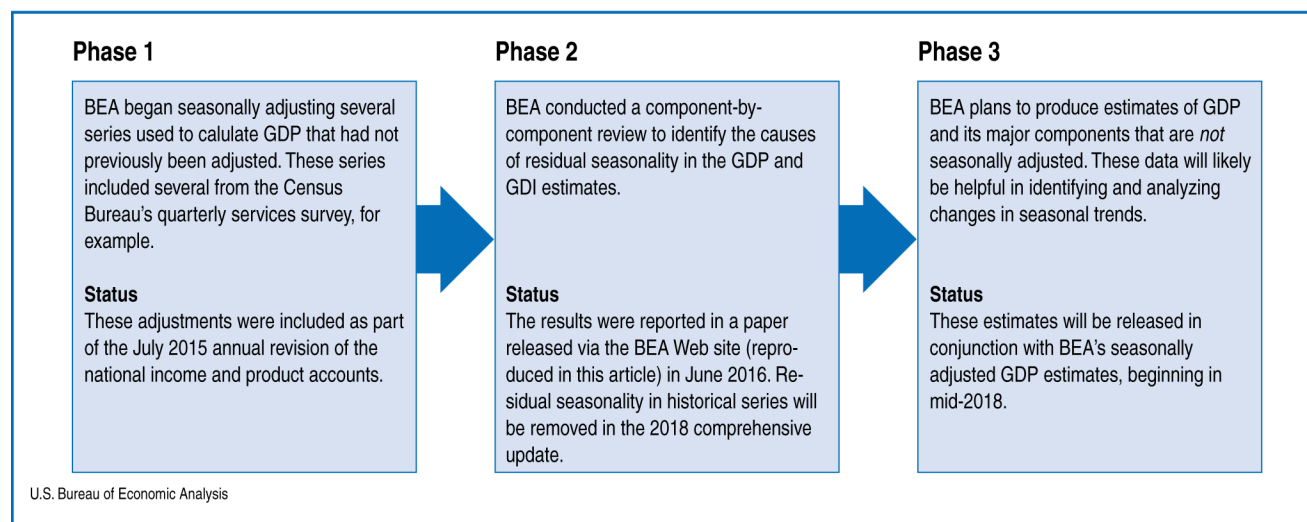 Phase 1
BEA began seasonally adjusting several
series used to calulate GDP that had not
previously been adjusted. These series
included several from the Census
Bureau's quarterly services survey, for
example.
Status
These adjustments were included as part
of the July 2015 annual revision of the
national income and product accounts.
Phase 2
BEA conducted a component-by-
component review to identify the causes
of residual seasonality in the GDP and
GDI estimates.
Status
The results were reported in a paper
released via the BEA Web site (repro-
duced in this article) in June 2016. Re-
sidual seasonality in historical series will
be removed in the 2018 comprehensive
update.
Phase 3
BEA plans to produce estimates of GDP
and its major components that are not
seasonally adjusted. These data will likely
be helpful in identifying and analyzing
changes in seasonal trends.
Status
These estimates will be released in
conjunction with BEA's seasonally
adjusted GDP estimates, beginning in
mid-2018.
U.S. Bureau of Economic Analysis